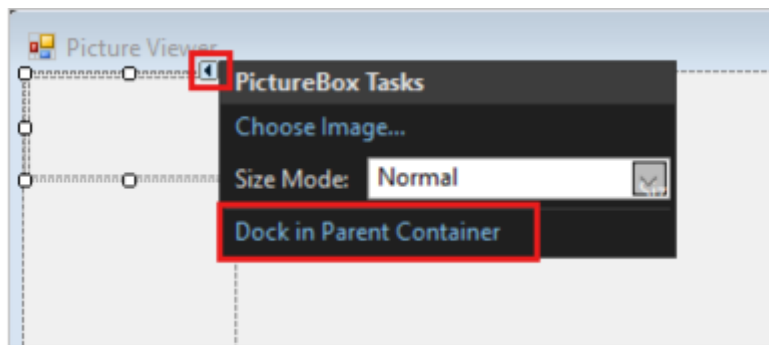 Picture Viewer
PictureBox Tasks
Choose Image...
Size Mode: Normal
Dock in Parent Container